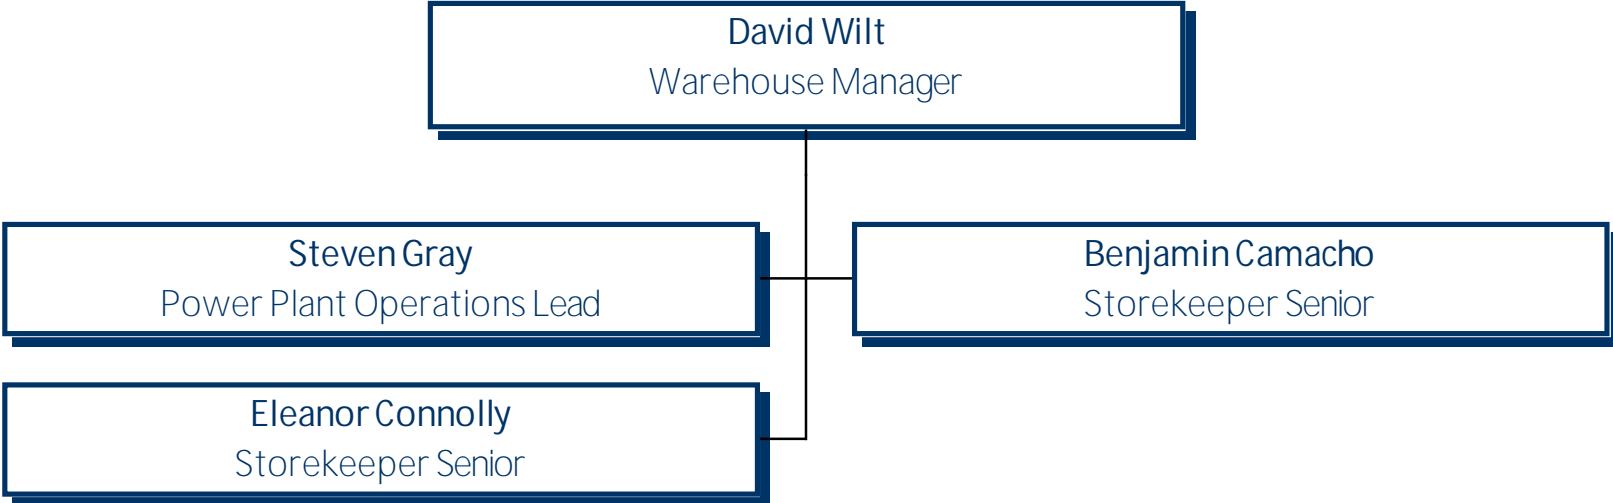 David Wilt
Warehouse Manager
Steven Gray
Power Plant Operations Lead
Benjamin Camacho
Storekeeper Senior
Eleanor Connolly
Storekeeper Senior